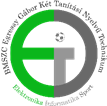 BMSZC Egressy Gábor Két Tanítási Nyelvű Technikum
Elektronika Informatika Sport